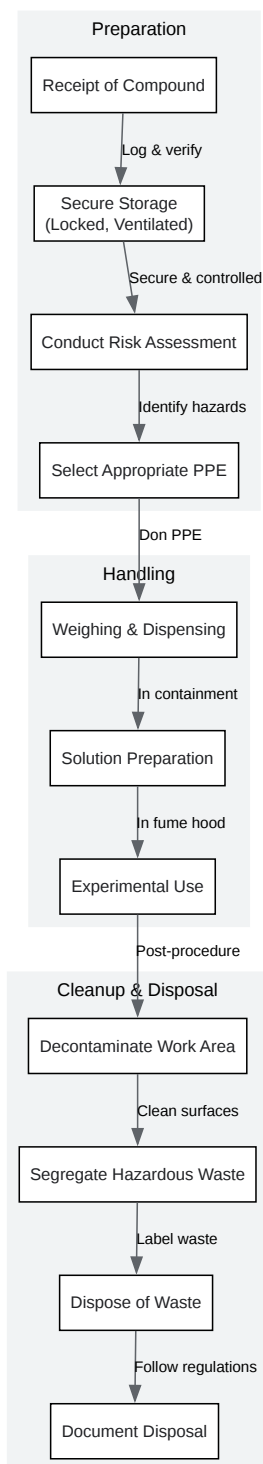 Preparation
Receipt of Compound
Log & verify
Secure Storage
(Locked, Ventilated)
Secure & controlled
Conduct Risk Assessment
Identify hazards
Select Appropriate PPE
Don PPE
Handling
Weighing & Dispensing
In containment
Solution Preparation
In fume hood
Experimental Use
Post-procedure
Cleanup & Disposal
Decontaminate Work Area
Clean surfaces
Segregate Hazardous Waste
Label waste
Dispose of Waste
Follow regulations
Document Disposal